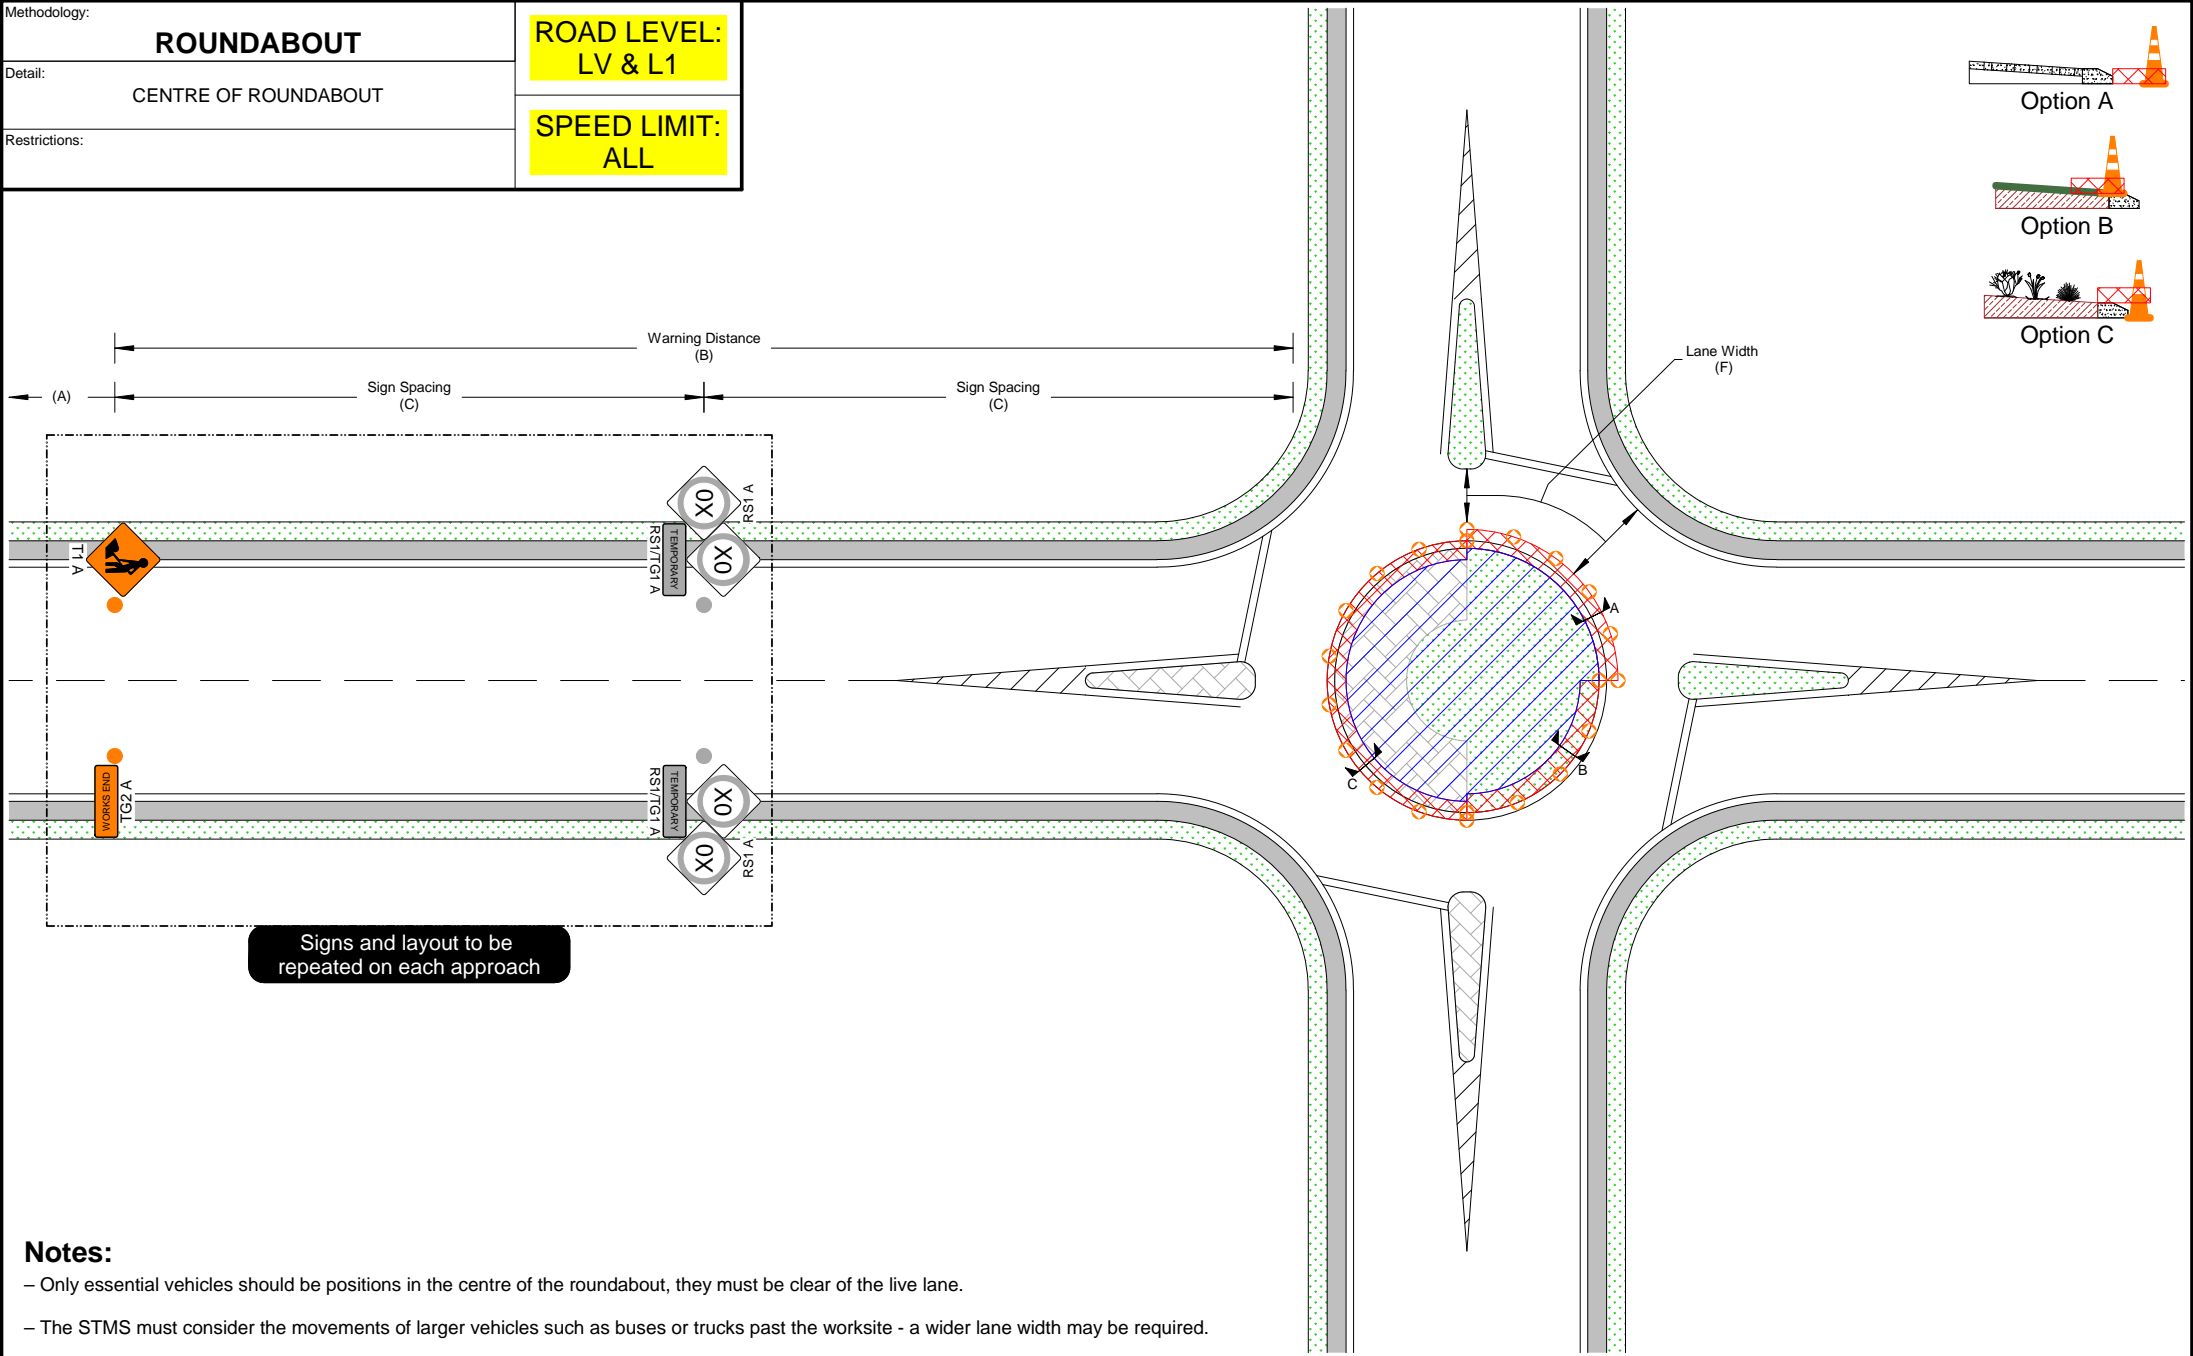 Methodology:
ROUNDABOUT
Detail:
CENTRE OF ROUNDABOUT
Restrictions:
ROAD LEVEL:
LV & L1
SPEED LIMIT:
ALL
Option A
Option B
Option C
Warning Distance
(B)
(A)
Sign Spacing
(C)
Sign Spacing
(C)
Lane Width
(F)
T1 A
X0
RS1 A
TEMPORARY
X0
RS1/TG1 A
WORKS END
TG2 A
TEMPORARY
X0
RS1/TG1 A
X0
RS1 A
A
B
C
Signs and layout to be
repeated on each approach
Notes:
– Only essential vehicles should be positions in the centre of the roundabout, they must be clear of the live lane.
– The STMS must consider the movements of larger vehicles such as buses or trucks past the worksite - a wider lane width may be required.